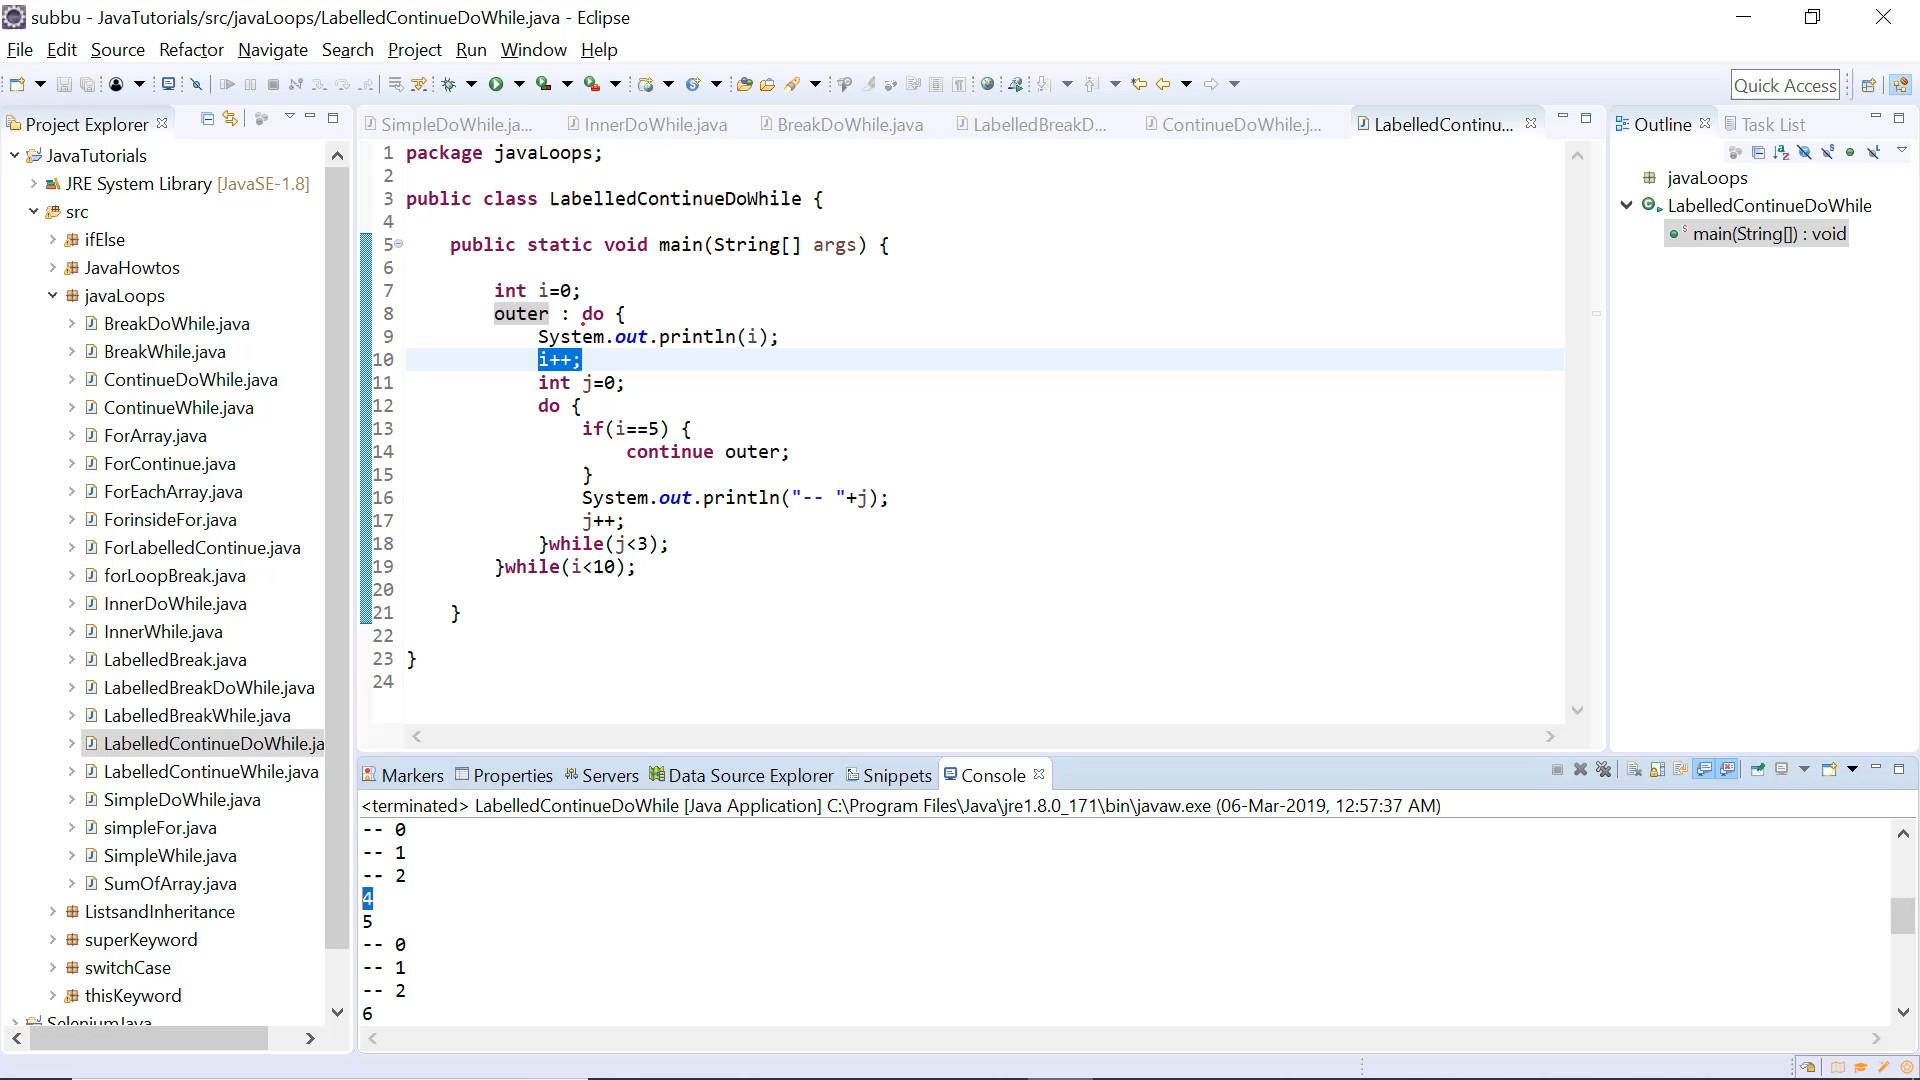 subbu - JavaTutorials/src/javaLoops/LabelledContinueDoWhile.java - Eclipse
File Edit Source Refactor Navigate Search Project Run Window Help
Quick Access
Project Explorer
JavaTutorials
JRE System Library [JavaSE-1.8]
src
ifElse
JavaHowtos
javaLoops
BreakDoWhile.java
BreakWhile.java
ContinueDoWhile.java
ContinueWhile.java
ForArray.java
ForContinue.java
ForEachArray.java
ForinsideFor.java
ForLabelledContinue.java
forLoopBreak.java
InnerDoWhile.java
InnerWhile.java
LabelledBreak.java
LabelledBreakDoWhile.java
LabelledBreakWhile.java
LabelledContinueDoWhile.ja
LabelledContinueWhile.java
SimpleDoWhile.java
simpleFor.java
SimpleWhile.java
SumOfArray.java
ListsandInheritance
superKeyword
switchCase
thisKeyword
SeleniumJava
SimpleDoWhile.ja... InnerDoWhile.java BreakDoWhile.java LabelledBreakD... ContinueDoWhile.j... LabelledContinu...
1 package javaLoops;
2
3 public class LabelledContinueDoWhile {
4
5 public static void main(String[] args) {
6
7 int i=0;
8 outer : do {
9 System.out.println(i);
10 i++;
11 int j=0;
12 do {
13 if(i==5) {
14 continue outer;
15 }
16 System.out.println("-- "+j);
17 j++;
18 }while(j<3);
19 }while(i<10);
20
21 }
22
23 }
24
Outline Task List
javaLoops
LabelledContinueDoWhile
main(String[]) : void
Markers Properties Servers Data Source Explorer Snippets Console
<terminated> LabelledContinueDoWhile [Java Application] C:\Program Files\Java\jre1.8.0_171\bin\javaw.exe (06-Mar-2019, 12:57:37 AM)
-- 0
-- 1
-- 2
4
5
-- 0
-- 1
-- 2
6